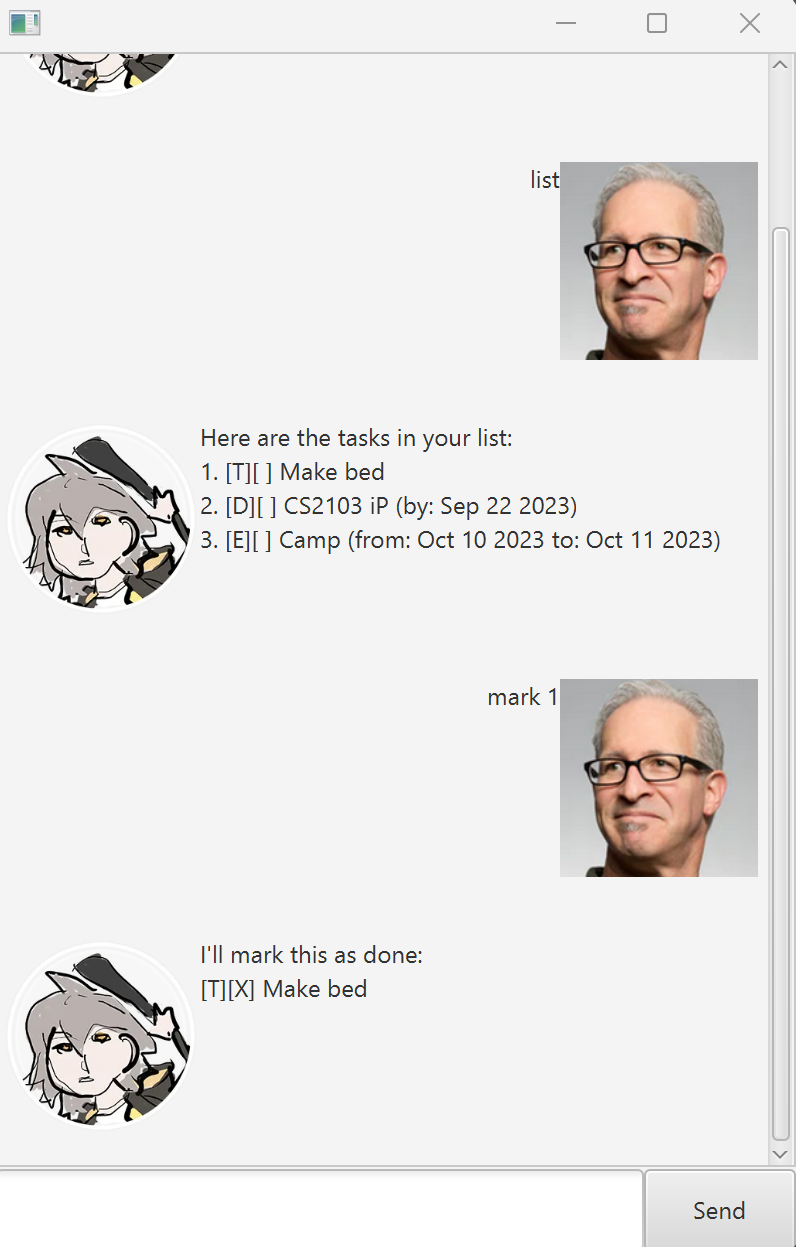 list
Here are the tasks in your list:
1. [T][ ] Make bed
2. [D][ ] CS2103 iP (by: Sep 22 2023)
3. [E][ ] Camp (from: Oct 10 2023 to: Oct 11 2023)
mark 1
I'll mark this as done:
[T][X] Make bed
Send